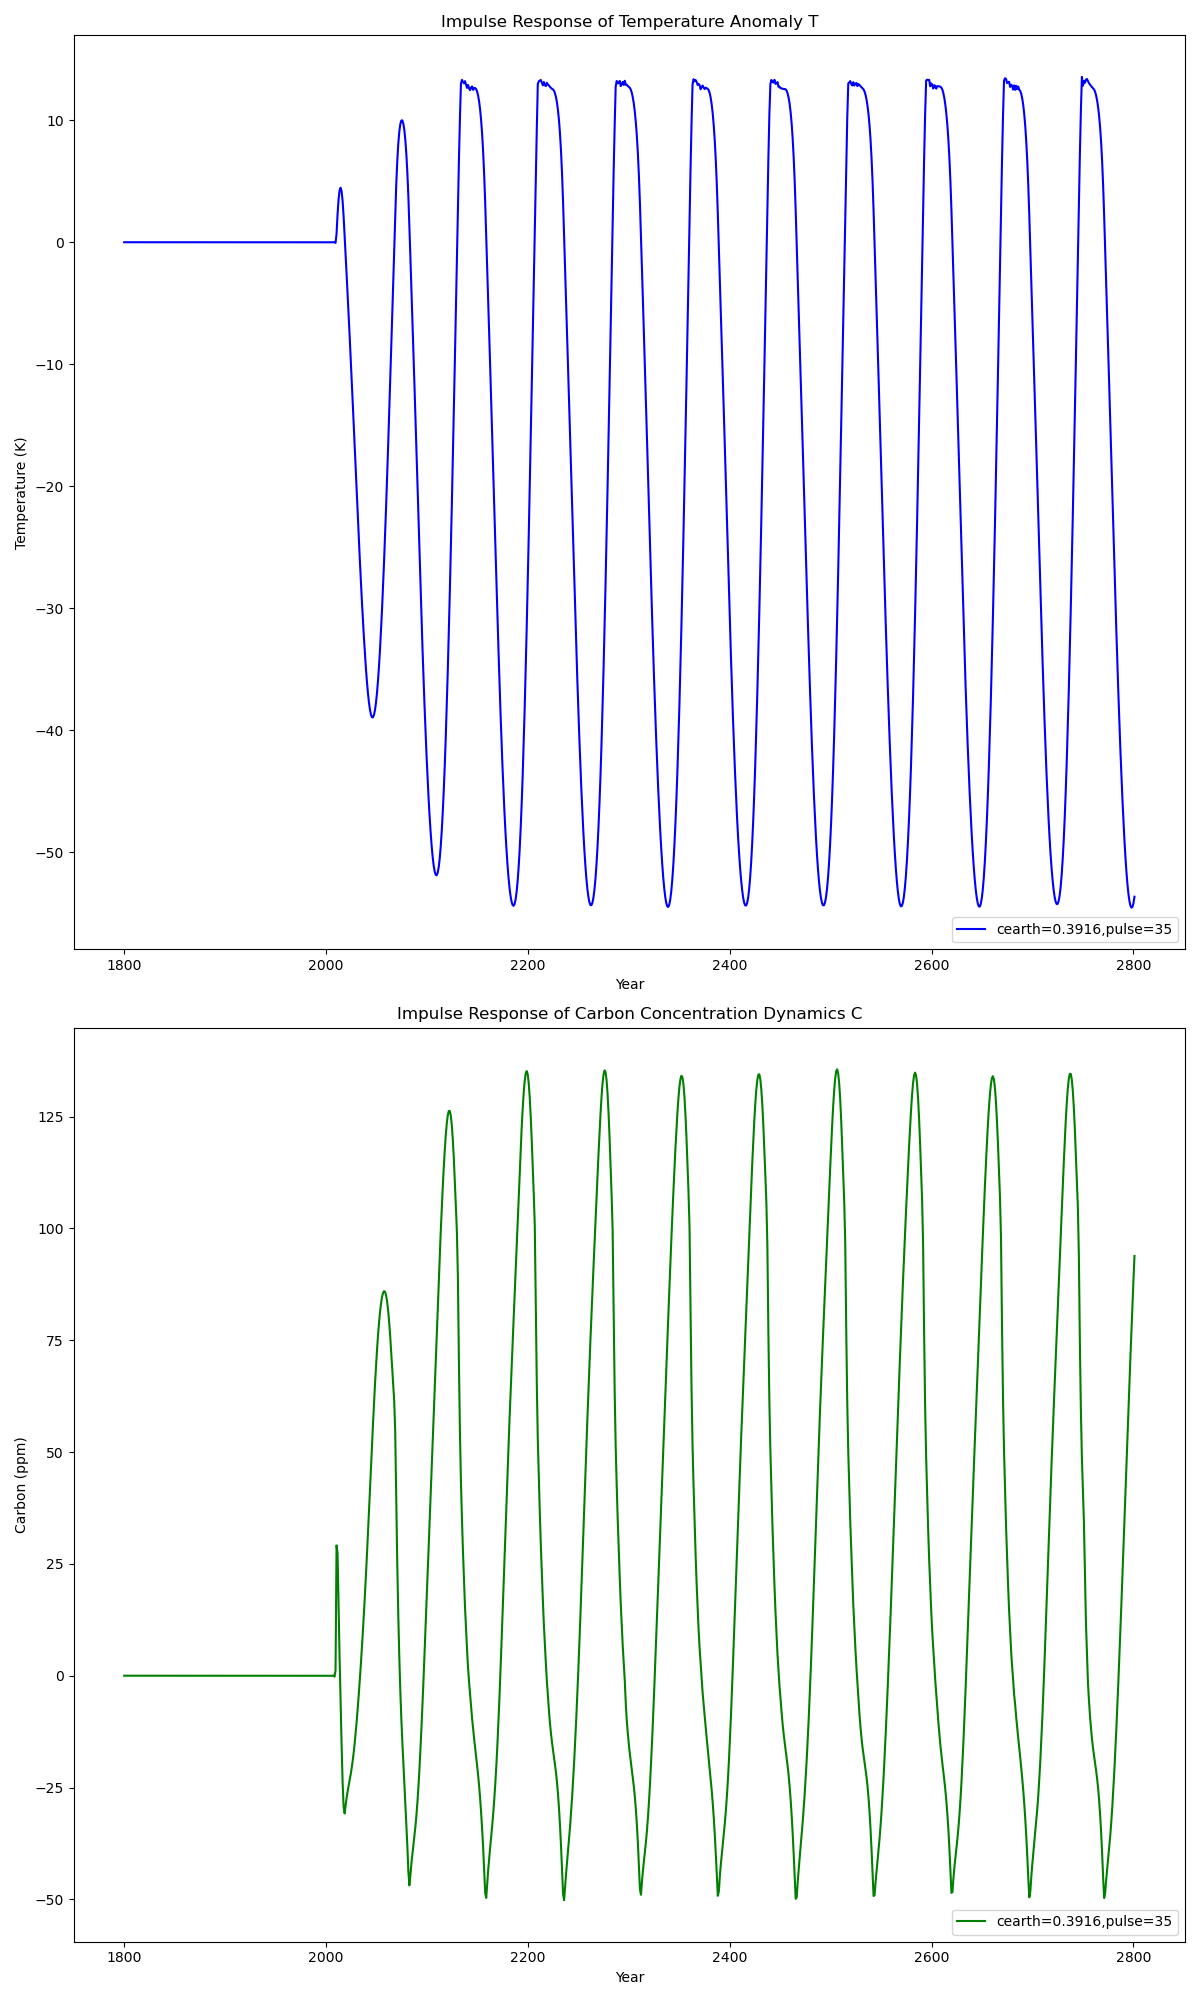 Impulse Response of Temperature Anomaly T
Temperature (K)
10
0
−10
−20
−30
−40
−50
cearth=0.3916,pulse=35
1800 2000 2200 2400 2600 2800
Year
Impulse Response of Carbon Concentration Dynamics C
Carbon (ppm)
125
100
75
50
25
0
−25
−50
cearth=0.3916,pulse=35
1800 2000 2200 2400 2600 2800
Year